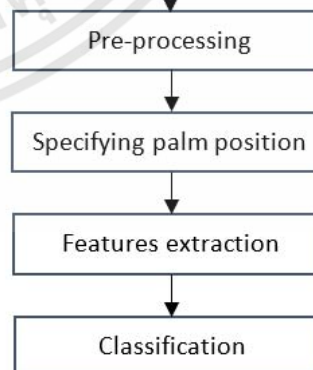 Pre-processing
Specifying palm position
Features extraction
Classification